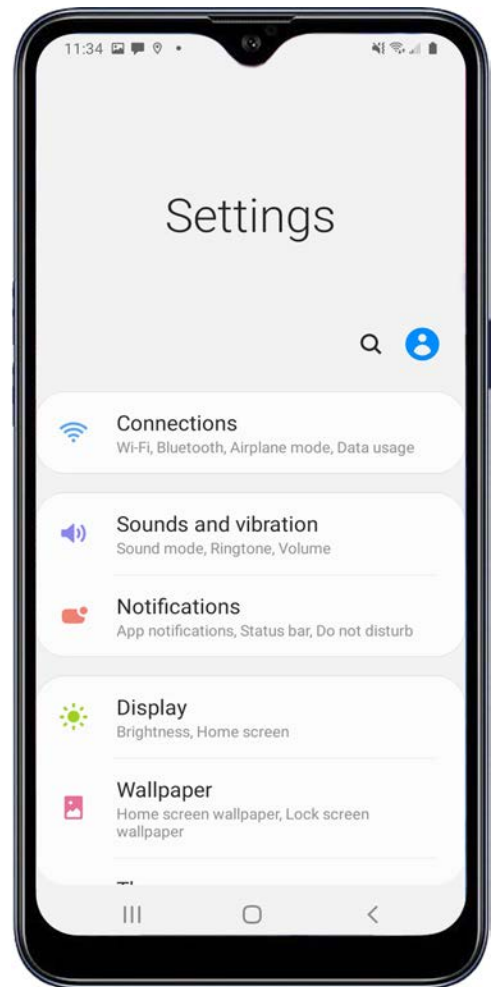 11:34
Settings
Connections
Wi-Fi, Bluetooth, Airplane mode, Data usage
Sounds and vibration
Sound mode, Ringtone, Volume
Notifications
App notifications, Status bar, Do not disturb
Display
Brightness, Home screen
Wallpaper
Home screen wallpaper, Lock screen
wallpaper